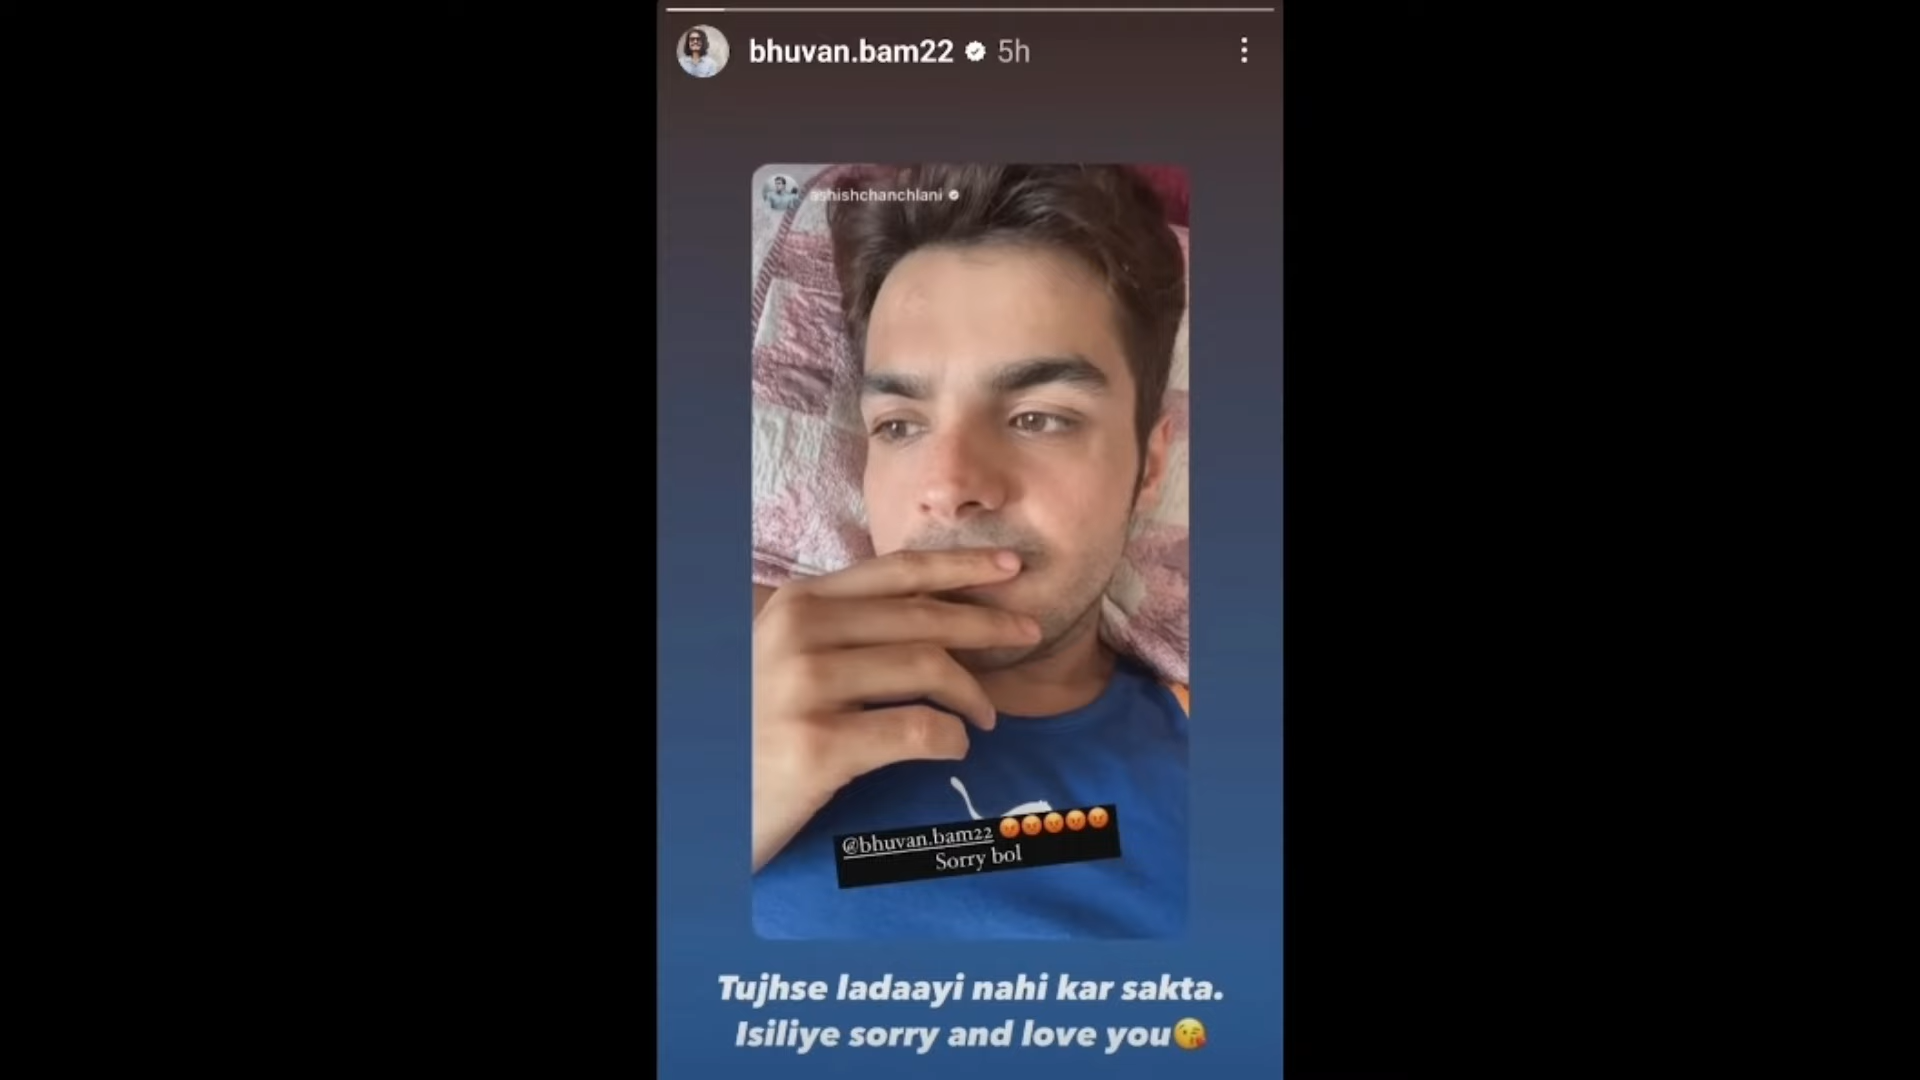 bhuvan.bam22 5h
ashishchanchlani
@bhuvan.bam22 😡😡😡😡😡
Sorry bol
Tujhse ladaayi nahi kar sakta.
Isiliye sorry and love you😘